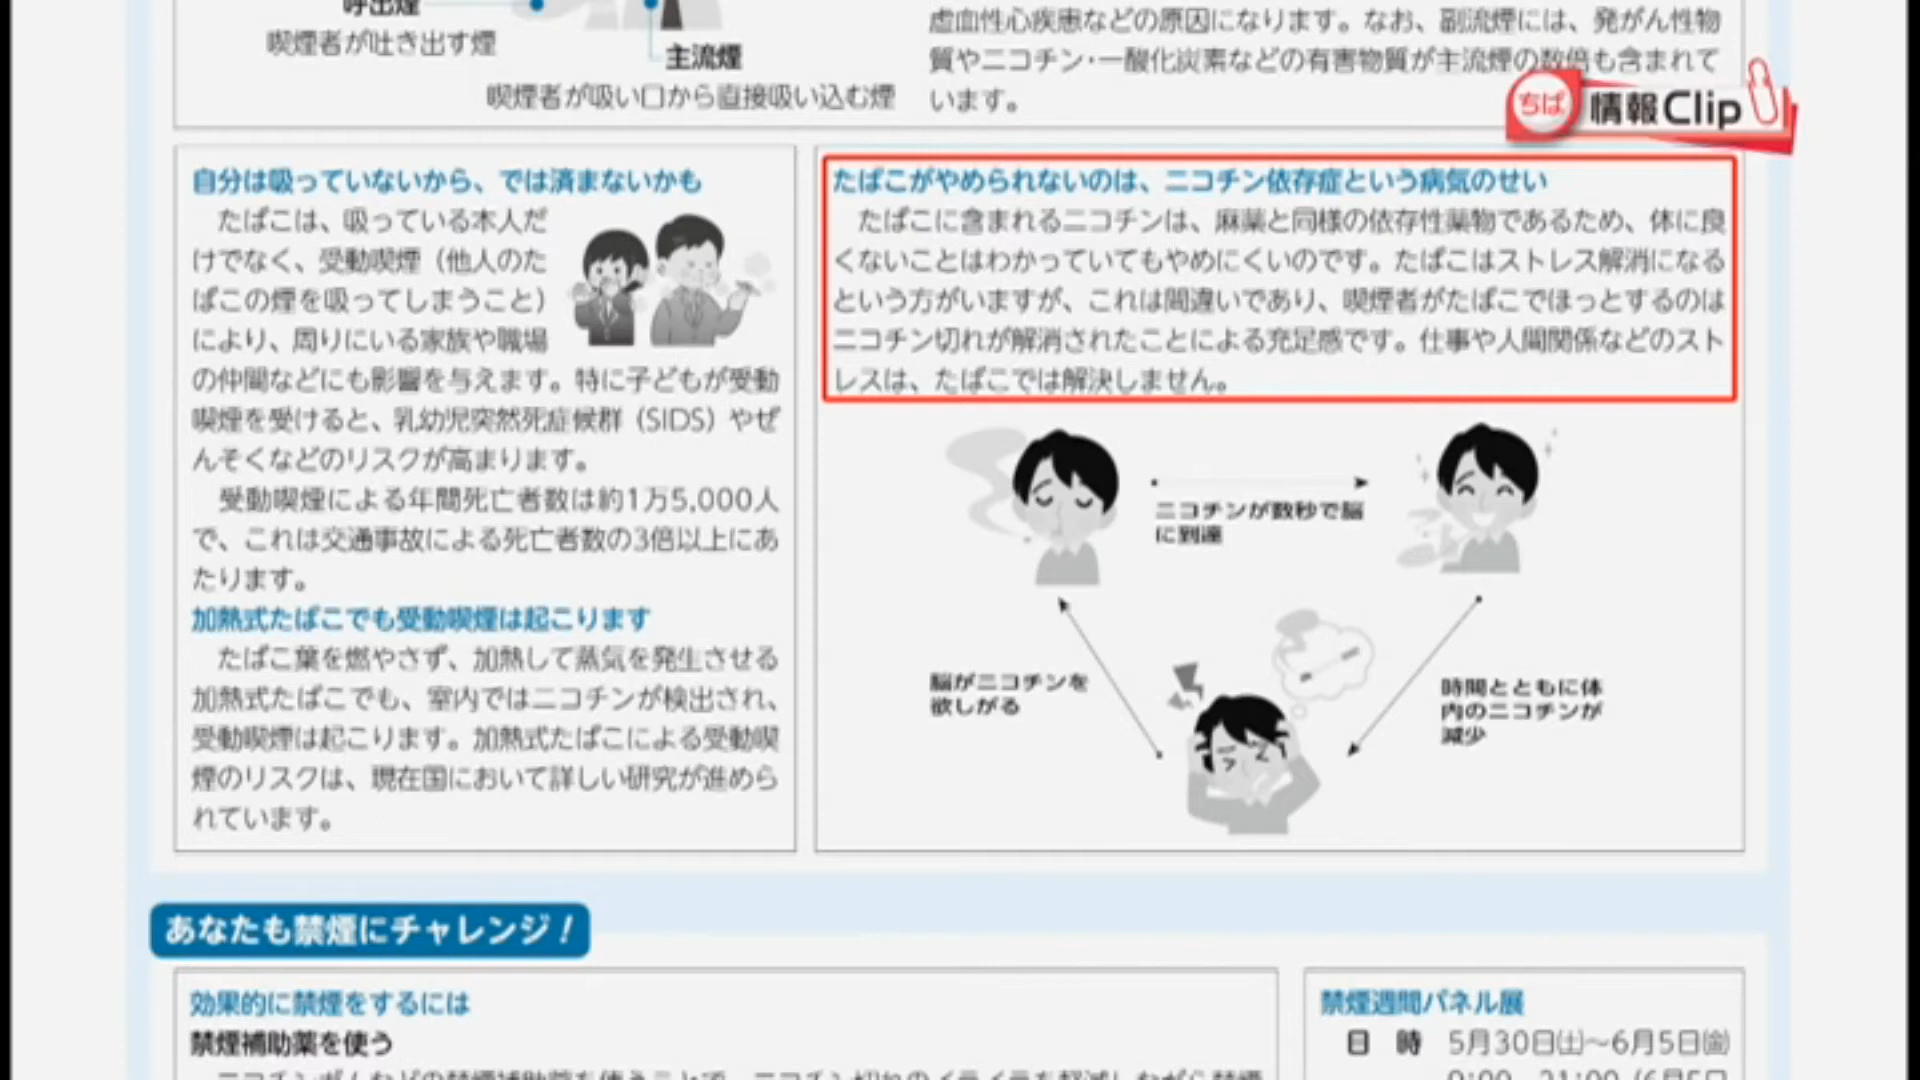 呼出煙
喫煙者が吐き出す煙
主流煙
喫煙者が吸い口から直接吸い込む煙
虚血性心疾患などの原因になります。なお、副流煙には、発がん性物
質やニコチン・一酸化炭素などの有害物質が主流煙の数倍も含まれて
います。
ちば 情報Clip
自分は吸っていないから、では済まないかも
たばこは、吸っている本人だ
けでなく、受動喫煙（他人のた
ばこの煙を吸ってしまうこと）
により、周りにいる家族や職場
の仲間などにも影響を与えます。特に子どもが受動
喫煙を受けると、乳幼児突然死症候群（SIDS）やぜ
んそくなどのリスクが高まります。
受動喫煙による年間死亡者数は約1万5,000人
で、これは交通事故による死亡者数の3倍以上にあ
たります。
加熱式たばこでも受動喫煙は起こります
たばこ葉を燃やさず、加熱して蒸気を発生させる
加熱式たばこでも、室内ではニコチンが検出され、
受動喫煙は起こります。加熱式たばこによる受動喫
煙のリスクは、現在国において詳しい研究が進めら
れています。
たばこがやめられないのは、ニコチン依存症という病気のせい
たばこに含まれるニコチンは、麻薬と同様の依存性薬物であるため、体に良
くないことはわかっていてもやめにくいのです。たばこはストレス解消になる
という方がいますが、これは間違いであり、喫煙者がたばこでほっとするのは
ニコチン切れが解消されたことによる充足感です。仕事や人間関係などのスト
レスは、たばこでは解決しません。
ニコチンが数秒で脳
に到達
脳がニコチンを
欲しがる
時間とともに体
内のニコチンが
減少
あなたも禁煙にチャレンジ！
効果的に禁煙をするには
禁煙補助薬を使う
禁煙週間パネル展
日 時 5月30日(土)～6月5日(金)